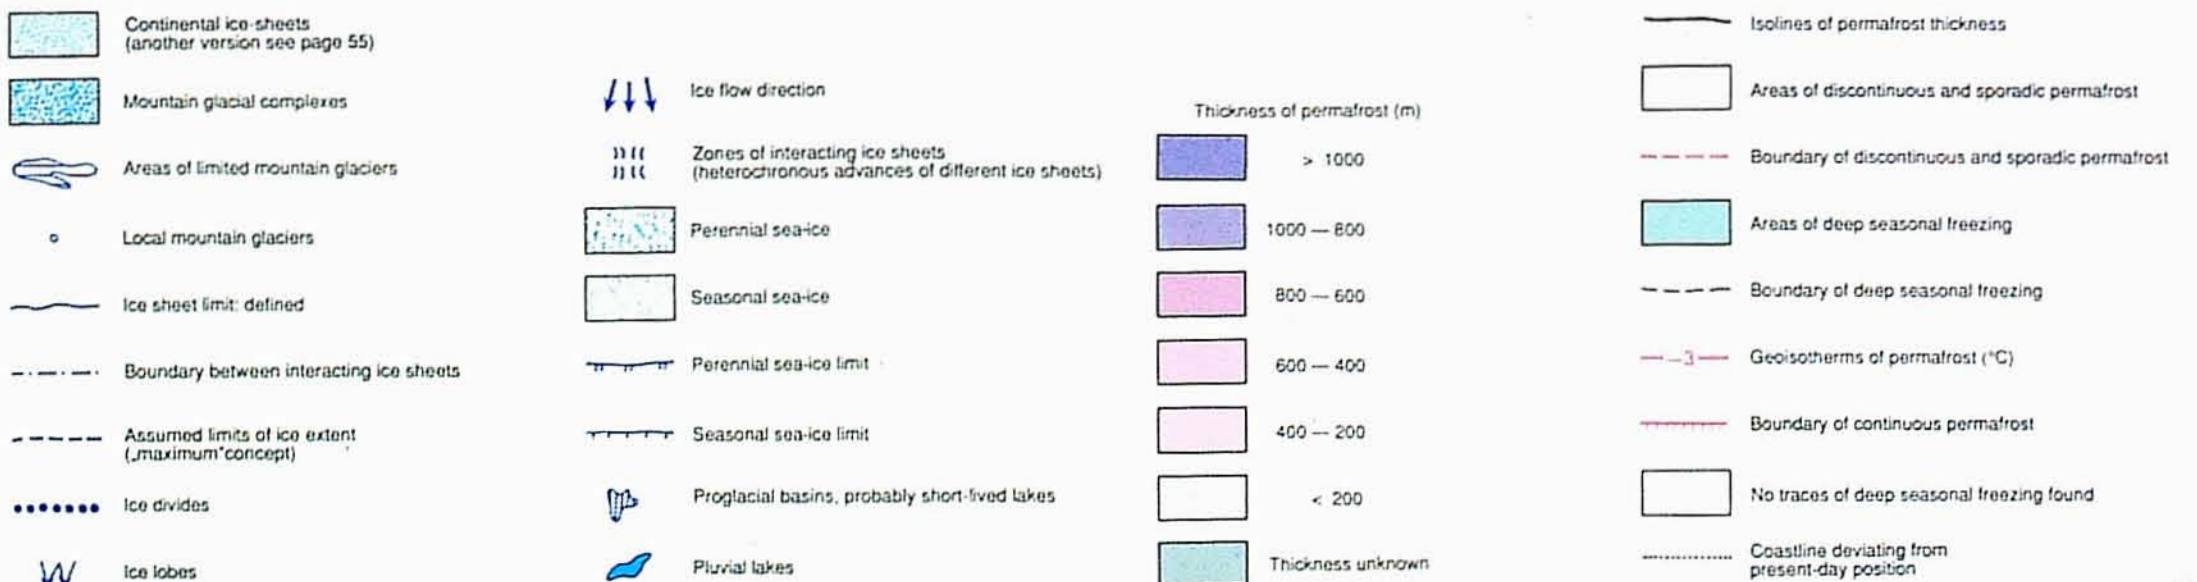 Continental ice-sheets
(another version see page 55)
Mountain glacial complexes
Areas of limited mountain glaciers
Local mountain glaciers
Ice sheet limit: defined
Boundary between interacting ice sheets
Assumed limits of ice extent
(„maximum"concept)
Ice divides
Ice lobes
Ice flow direction
Zones of interacting ice sheets
(heterochronous advances of different ice sheets)
Perennial sea-ice
Seasonal sea-ice
Perennial sea-ice limit
Seasonal sea-ice limit
Proglacial basins, probably short-lived lakes
Pluvial lakes
Thickness of permafrost (m)
> 1000
1000 — 800
800 — 600
600 — 400
400 — 200
< 200
Thickness unknown
Isolines of permafrost thickness
Areas of discontinuous and sporadic permafrost
Boundary of discontinuous and sporadic permafrost
Areas of deep seasonal freezing
Boundary of deep seasonal freezing
—3
Geoisotherms of permafrost (°C)
Boundary of continuous permafrost
No traces of deep seasonal freezing found
Coastline deviating from
present-day position